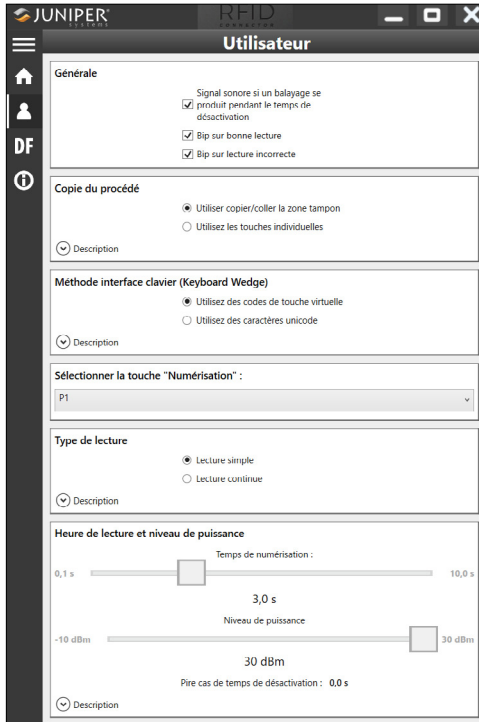 JUNIPER
systems
RFID
CONNECTOR
Utilisateur
DF
Générale
Signal sonore si un balayage se
produit pendant le temps de
désactivation
Bip sur bonne lecture
Bip sur lecture incorrecte
Copie du procédé
Utiliser copier/coller la zone tampon
Utilisez les touches individuelles
Description
Méthode interface clavier (Keyboard Wedge)
Utilisez des codes de touche virtuelle
Utilisez des caractères unicode
Description
Sélectionner la touche "Numérisation" :
P1
Type de lecture
Lecture simple
Lecture continue
Description
Heure de lecture et niveau de puissance
Temps de numérisation :
0,1 s
10,0 s
3,0 s
Niveau de puissance
-10 dBm
30 dBm
30 dBm
Pire cas de temps de désactivation : 0,0 s
Description